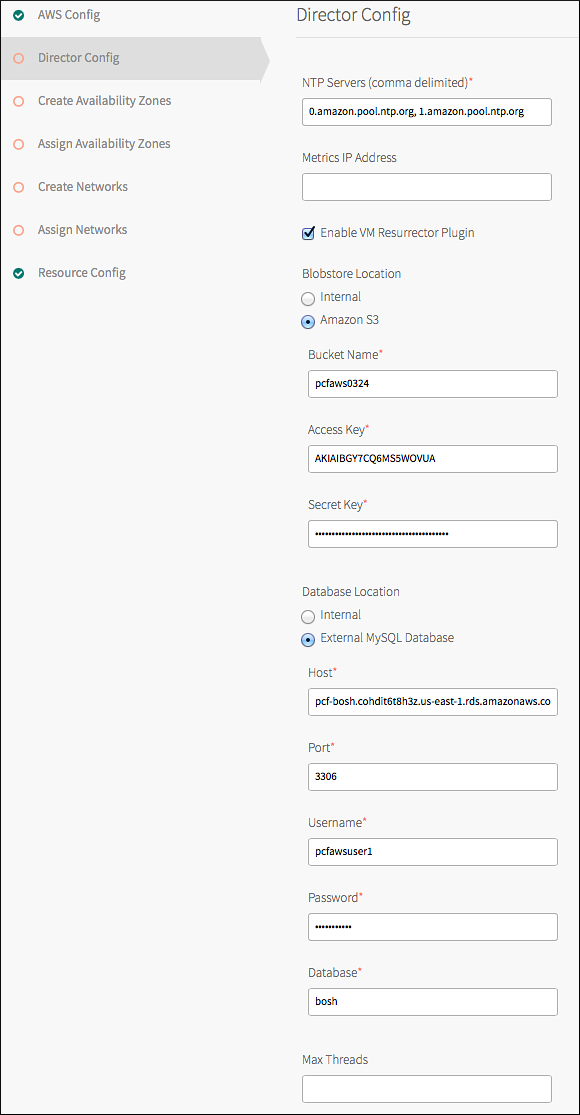 AWS Config
Director Config
Create Availability Zones
Assign Availability Zones
Create Networks
Assign Networks
Resource Config
Director Config
NTP Servers (comma delimited)*
0.amazon.pool.ntp.org, 1.amazon.pool.ntp.org
Metrics IP Address
Enable VM Resurrector Plugin
Blobstore Location
Internal
Amazon S3
Bucket Name*
pcfaws0324
Access Key*
AKIAIBGY7CQ6MS5WOVUA
Secret Key*
Database Location
Internal
External MySQL Database
Host*
pcf-bosh.cohdit6t8h3z.us-east-1.rds.amazonaws.co
Port*
3306
Username*
pcfawsuser1
Password*
Database*
bosh
Max Threads